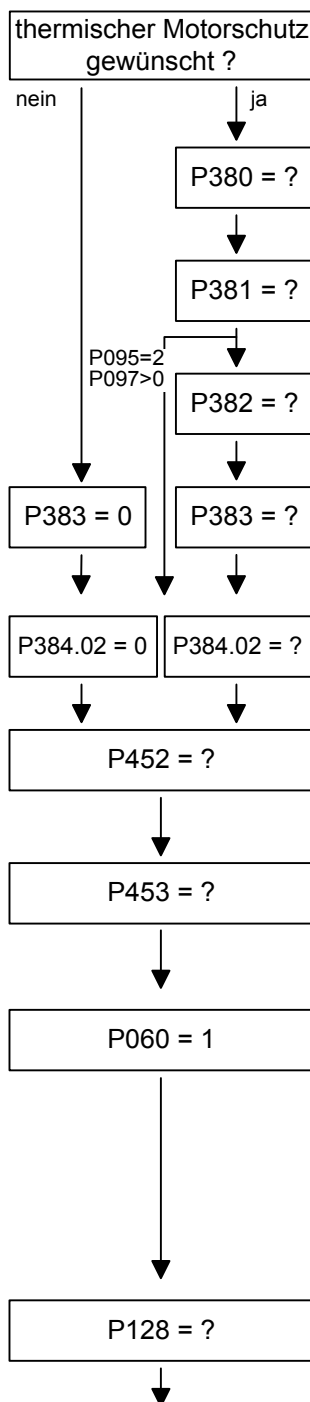 thermischer Motorschutz
gewünscht ?
nein
ja
P380 = ?
P381 = ?
P095=2
P097>0
P382 = ?
P383 = 0
P383 = ?
P384.02 = 0
P384.02 = ?
P452 = ?
P453 = ?
P060 = 1
P128 = ?